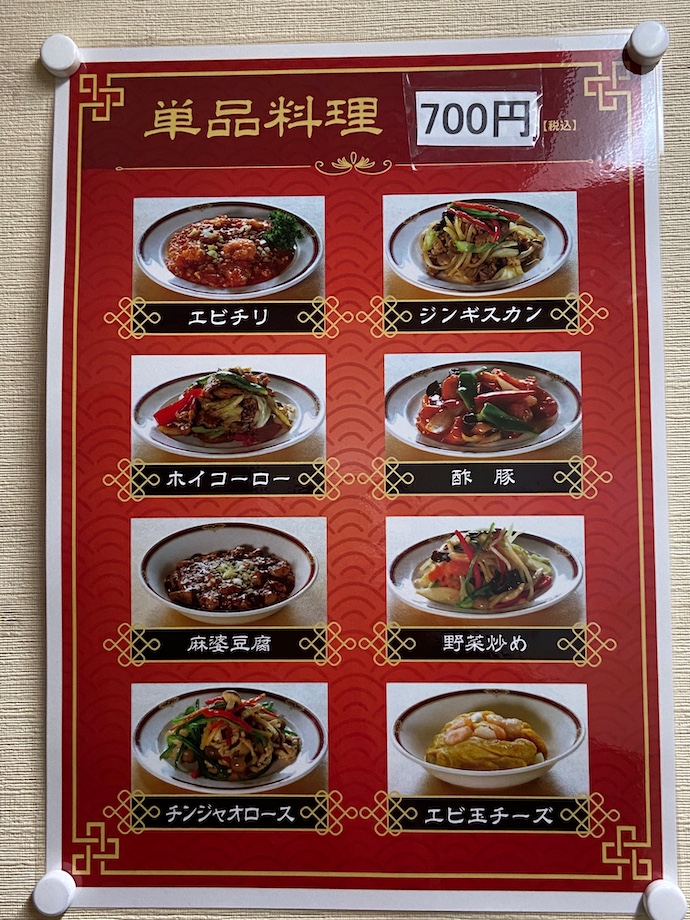 単品料理 700円【税込】
エビチリ
ジンギスカン
ホイコーロー
酢豚
麻婆豆腐
野菜炒め
チンジャオロース
エビ玉チーズ